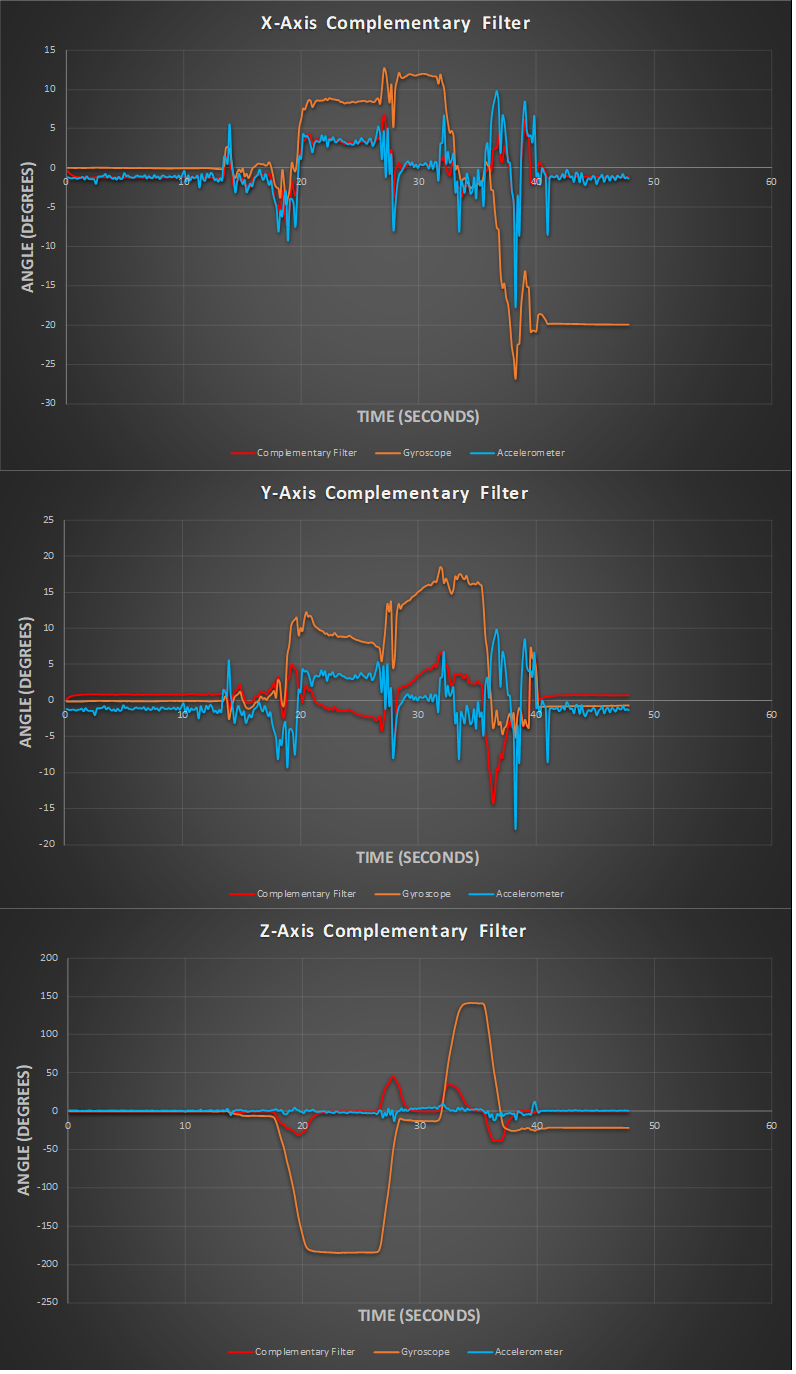 X-Axis Complementary Filter
15
10
5
0
-5
-10
-15
-20
-25
-30
0 10 20 30 40 50 60
ANGLE (DEGREES)
TIME (SECONDS)
Complementary Filter Gyroscope Accelerometer
Y-Axis Complementary Filter
25
20
15
10
5
0
-5
-10
-15
-20
0 10 20 30 40 50 60
ANGLE (DEGREES)
TIME (SECONDS)
Complementary Filter Gyroscope Accelerometer
Z-Axis Complementary Filter
200
150
100
50
0
-50
-100
-150
-200
-250
0 10 20 30 40 50 60
ANGLE (DEGREES)
TIME (SECONDS)
Complementary Filter Gyroscope Accelerometer